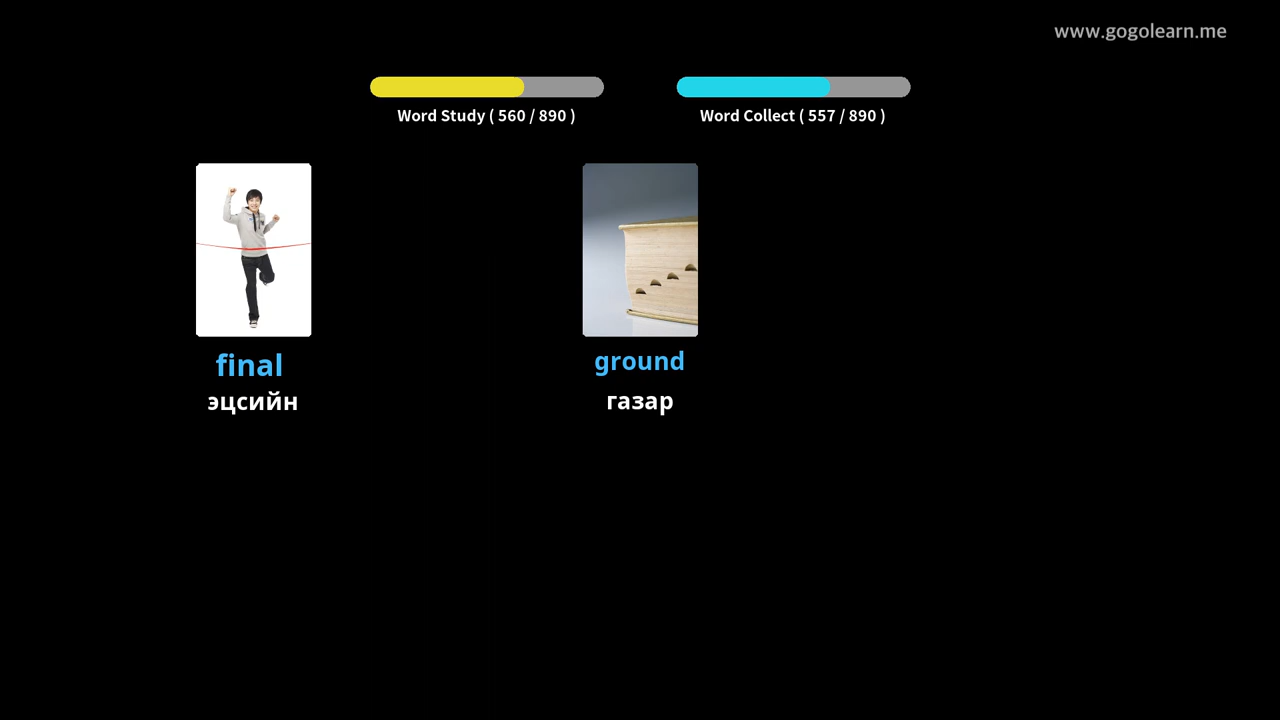 www.gogolearn.me
Word Study ( 560 / 890 )
Word Collect ( 557 / 890 )
final
эцсийн
ground
газар